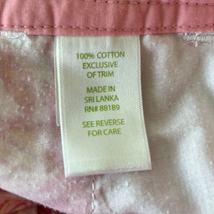 100% COTTON
EXCLUSIVE
OF TRIM
MADE IN
SRI LANKA
RN# 88189
SEE REVERSE
FOR CARE